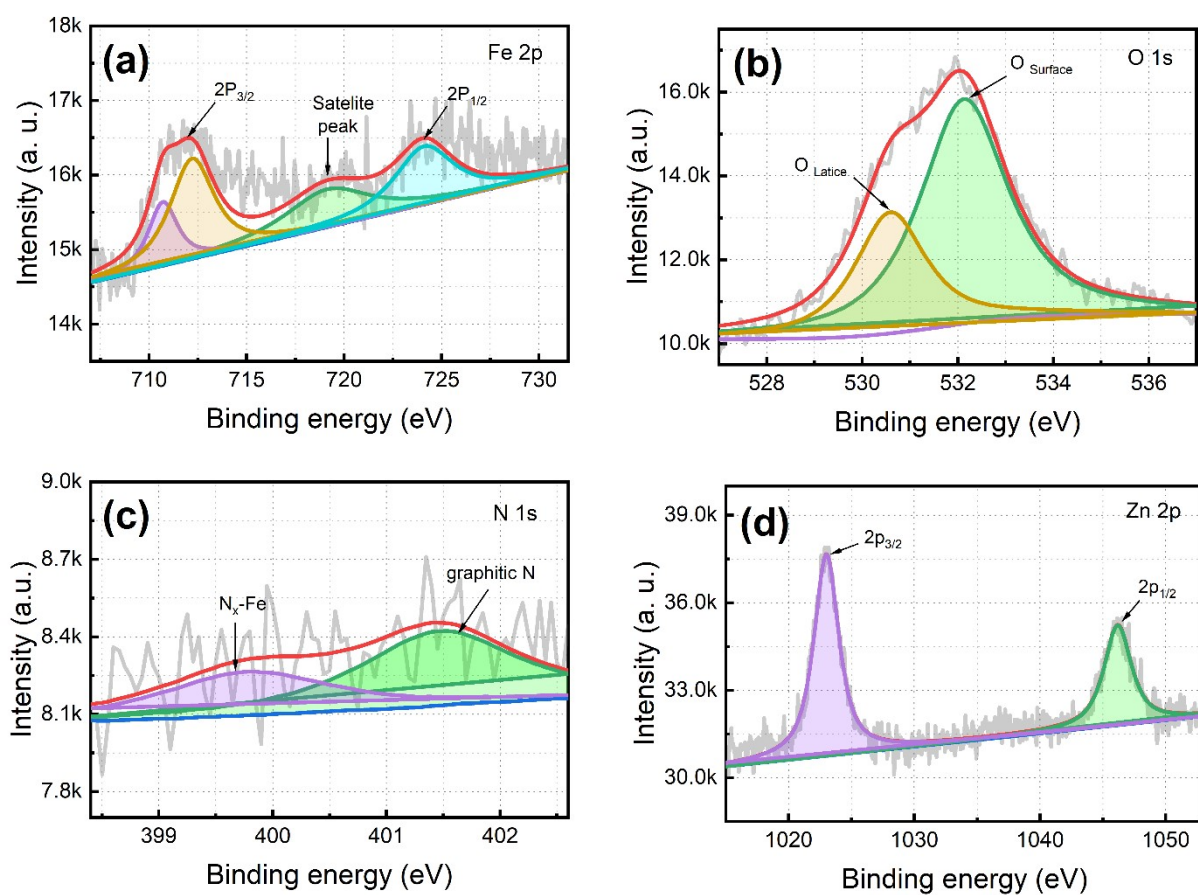 (a)
Fe 2p
2P3/2
Satelite
peak
2P1/2
18k
17k
16k
15k
14k
Intensity (a. u.)
710 715 720 725 730
Binding energy (eV)
(b)
O 1s
O Surface
O Latice
16.0k
14.0k
12.0k
10.0k
Intensity (a.u.)
528 530 532 534 536
Binding energy (eV)
(c)
N 1s
Nx-Fe
graphitic N
9.0k
8.7k
8.4k
8.1k
7.8k
Intensity (a.u.)
399 400 401 402
Binding energy (eV)
(d)
Zn 2p
2p3/2
2p1/2
39.0k
36.0k
33.0k
30.0k
Intensity (a. u.)
1020 1030 1040 1050
Binding energy (eV)